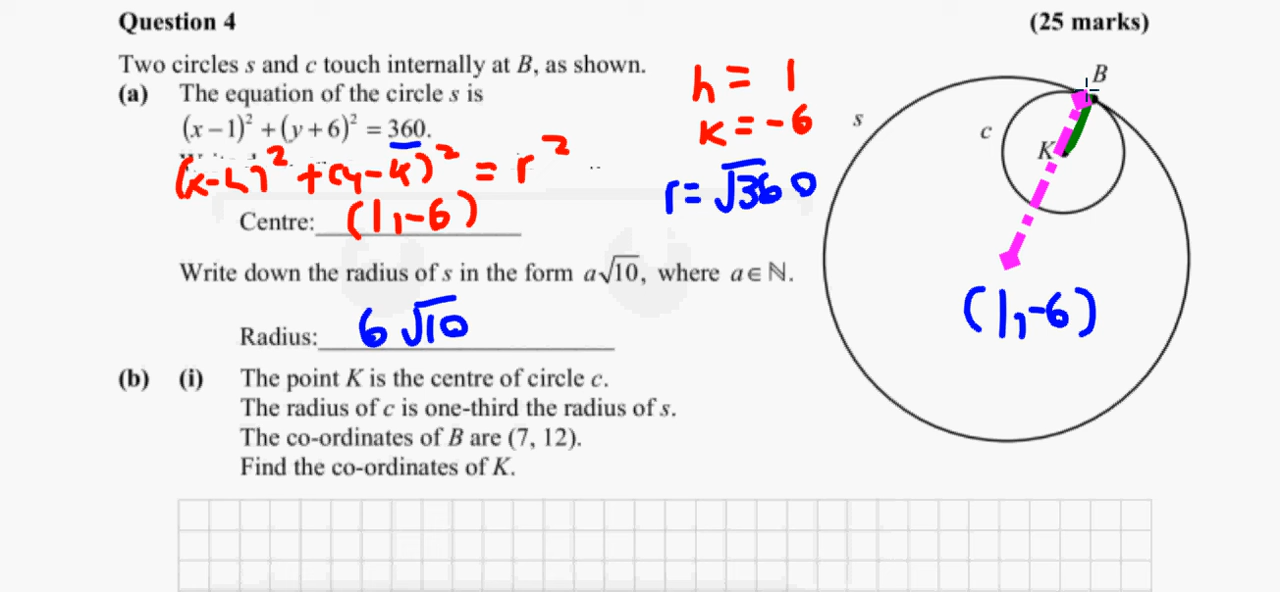 Question 4 (25 marks)
Two circles s and c touch internally at B, as shown.
(a) The equation of the circle s is
(x − 1)² + (y + 6)² = 360.
(x-h)² + (y-k)² = r²
Centre: (1,-6)
Write down the radius of s in the form a√10, where a ∈ ℕ.
Radius: 6√10
(b) (i) The point K is the centre of circle c.
The radius of c is one-third the radius of s.
The co-ordinates of B are (7, 12).
Find the co-ordinates of K.
h = 1
K = -6
r = √360
B
s
c
K
(1,-6)